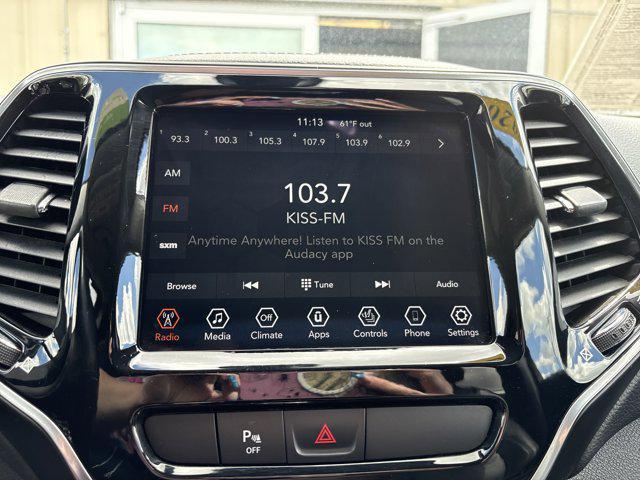 11:13 61°F out
1 93.3 2 100.3 3 105.3 4 107.9 5 103.9 6 102.9
AM
FM
sxm
103.7
KISS-FM
Anytime Anywhere! Listen to KISS FM on the
Audacy app
Browse Tune Audio
Off
Radio Media Climate Apps Controls Phone Settings
P
OFF